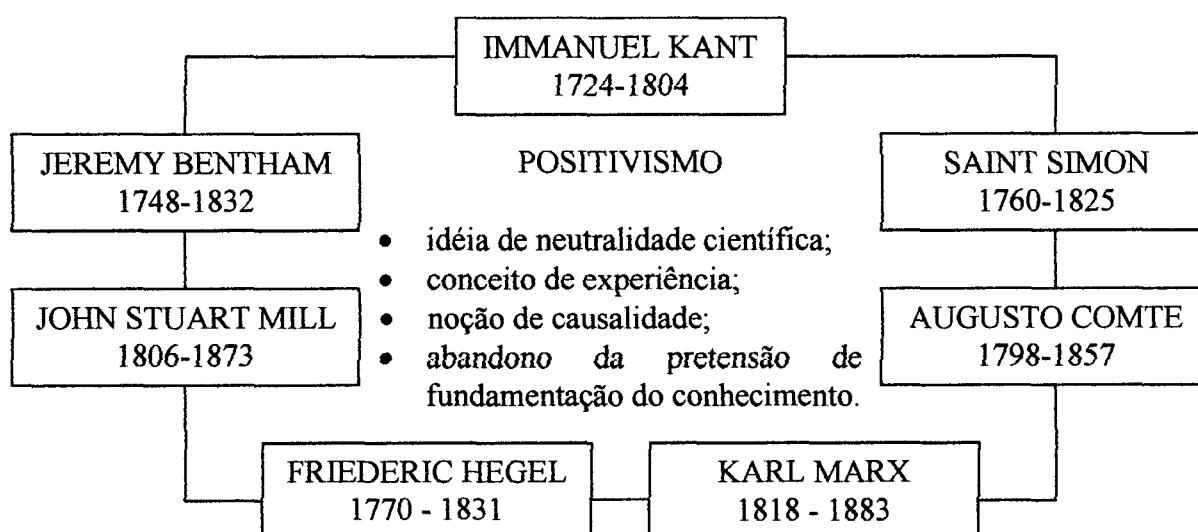 IMMANUEL KANT
1724-1804
JEREMY BENTHAM
1748-1832
POSITIVISMO
SAINT SIMON
1760-1825
• idéia de neutralidade científica;
• conceito de experiência;
• noção de causalidade;
• abandono da pretensão de
fundamentação do conhecimento.
JOHN STUART MILL
1806-1873
AUGUSTO COMTE
1798-1857
FRIEDERIC HEGEL
1770 - 1831
KARL MARX
1818 - 1883